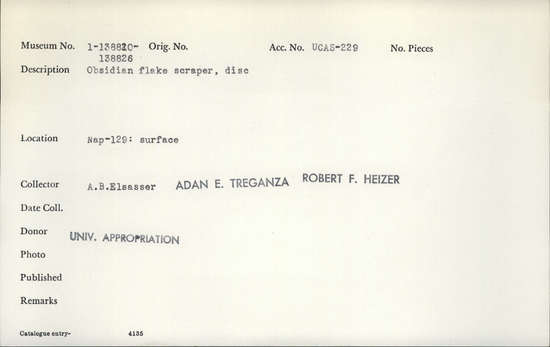 Museum No. 1-138820- Orig. No. Acc. No. UCAS-229 No. Pieces
138826
Description Obsidian flake scraper, disc
Location Nap-129: surface
Collector A.B.Elsasser ADAN E. TREGANZA ROBERT F. HEIZER
Date Coll.
Donor UNIV. APPROPRIATION
Photo
Published
Remarks
Catalogue entry- 4135